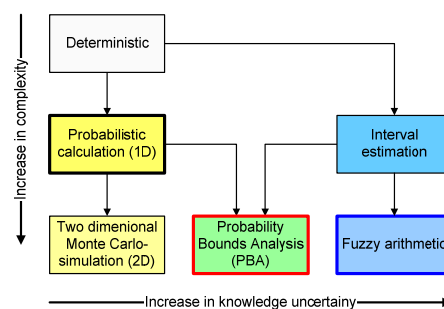 Deterministic
Increase in complexity
Probabilistic
calculation (1D)
Interval
estimation
Two dimenional
Monte Carlo-
simulation (2D)
Probability
Bounds Analysis
(PBA)
Fuzzy arithmetic
Increase in knowledge uncertainy